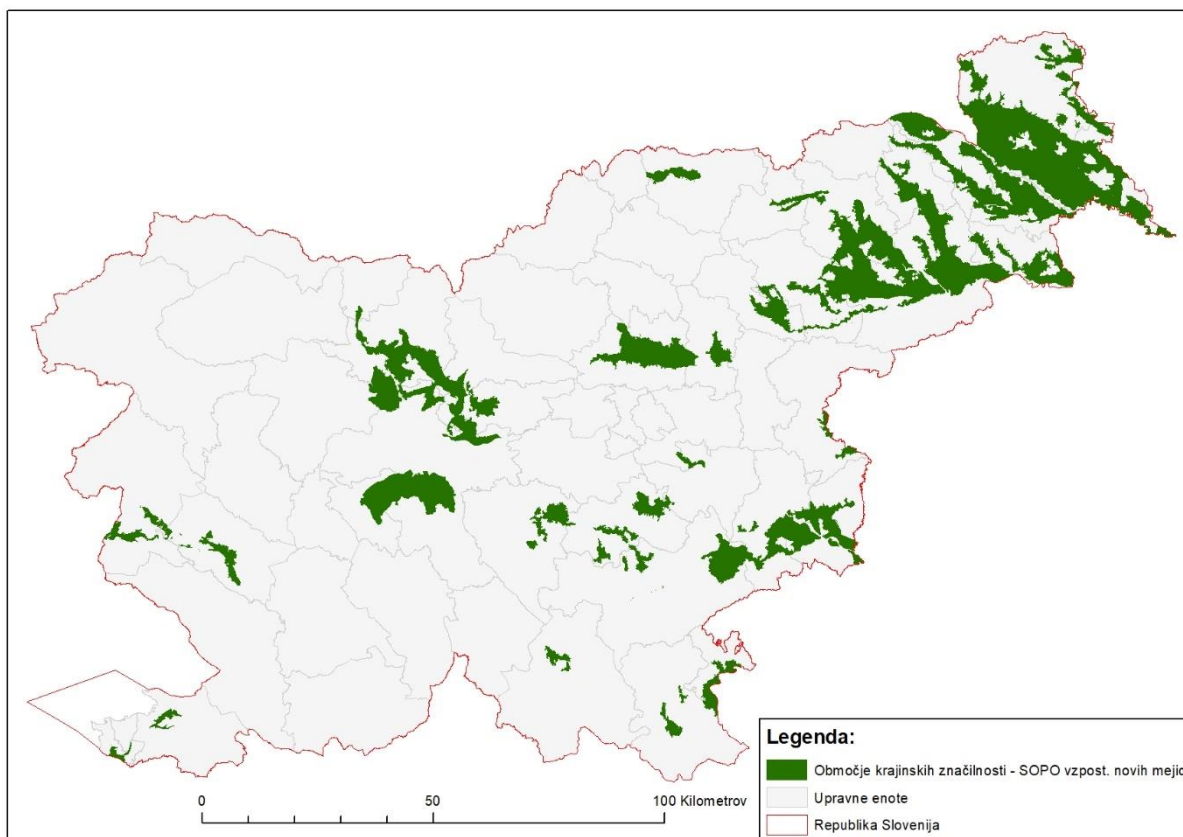 Legenda:
Območje krajinskih značilnosti - SOPO vzpost. novih mejic
Upravne enote
Republika Slovenija
0 50 100 Kilometrov